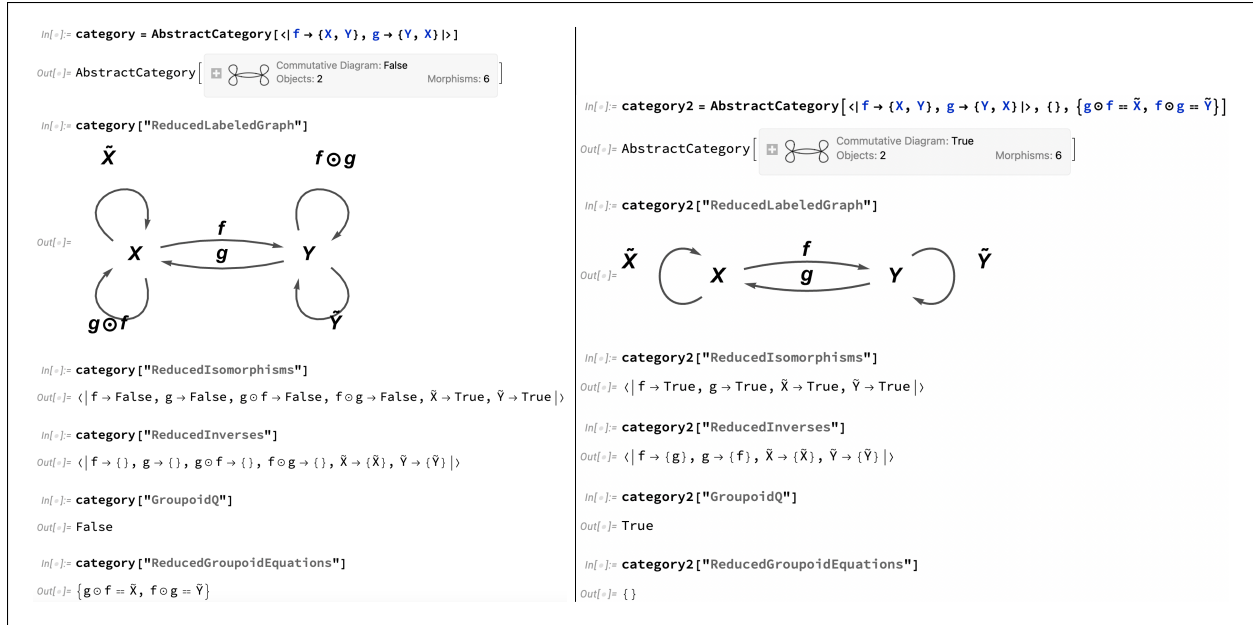 In[◦]:= category = AbstractCategory[<|f → {X, Y}, g → {Y, X}|>]
Out[◦]= AbstractCategory[ Commutative Diagram: False
Objects: 2 Morphisms: 6 ]
In[◦]:= category["ReducedLabeledGraph"]
X̃ f⊙g
f
Out[◦]= X Y
g
g⊙f Ỹ
In[◦]:= category["ReducedIsomorphisms"]
Out[◦]= <|f → False, g → False, g⊙f → False, f⊙g → False, X̃ → True, Ỹ → True|>
In[◦]:= category["ReducedInverses"]
Out[◦]= <|f → {}, g → {}, g⊙f → {}, f⊙g → {}, X̃ → {X̃}, Ỹ → {Ỹ}|>
In[◦]:= category["GroupoidQ"]
Out[◦]= False
In[◦]:= category["ReducedGroupoidEquations"]
Out[◦]= {g⊙f == X̃, f⊙g == Ỹ}
In[◦]:= category2 = AbstractCategory[<|f → {X, Y}, g → {Y, X}|>, {}, {g⊙f == X̃, f⊙g == Ỹ}]
Out[◦]= AbstractCategory[ Commutative Diagram: True
Objects: 2 Morphisms: 6 ]
In[◦]:= category2["ReducedLabeledGraph"]
f
Out[◦]= X̃ X Y Ỹ
g
In[◦]:= category2["ReducedIsomorphisms"]
Out[◦]= <|f → True, g → True, X̃ → True, Ỹ → True|>
In[◦]:= category2["ReducedInverses"]
Out[◦]= <|f → {g}, g → {f}, X̃ → {X̃}, Ỹ → {Ỹ}|>
In[◦]:= category2["GroupoidQ"]
Out[◦]= True
In[◦]:= category2["ReducedGroupoidEquations"]
Out[◦]= {}